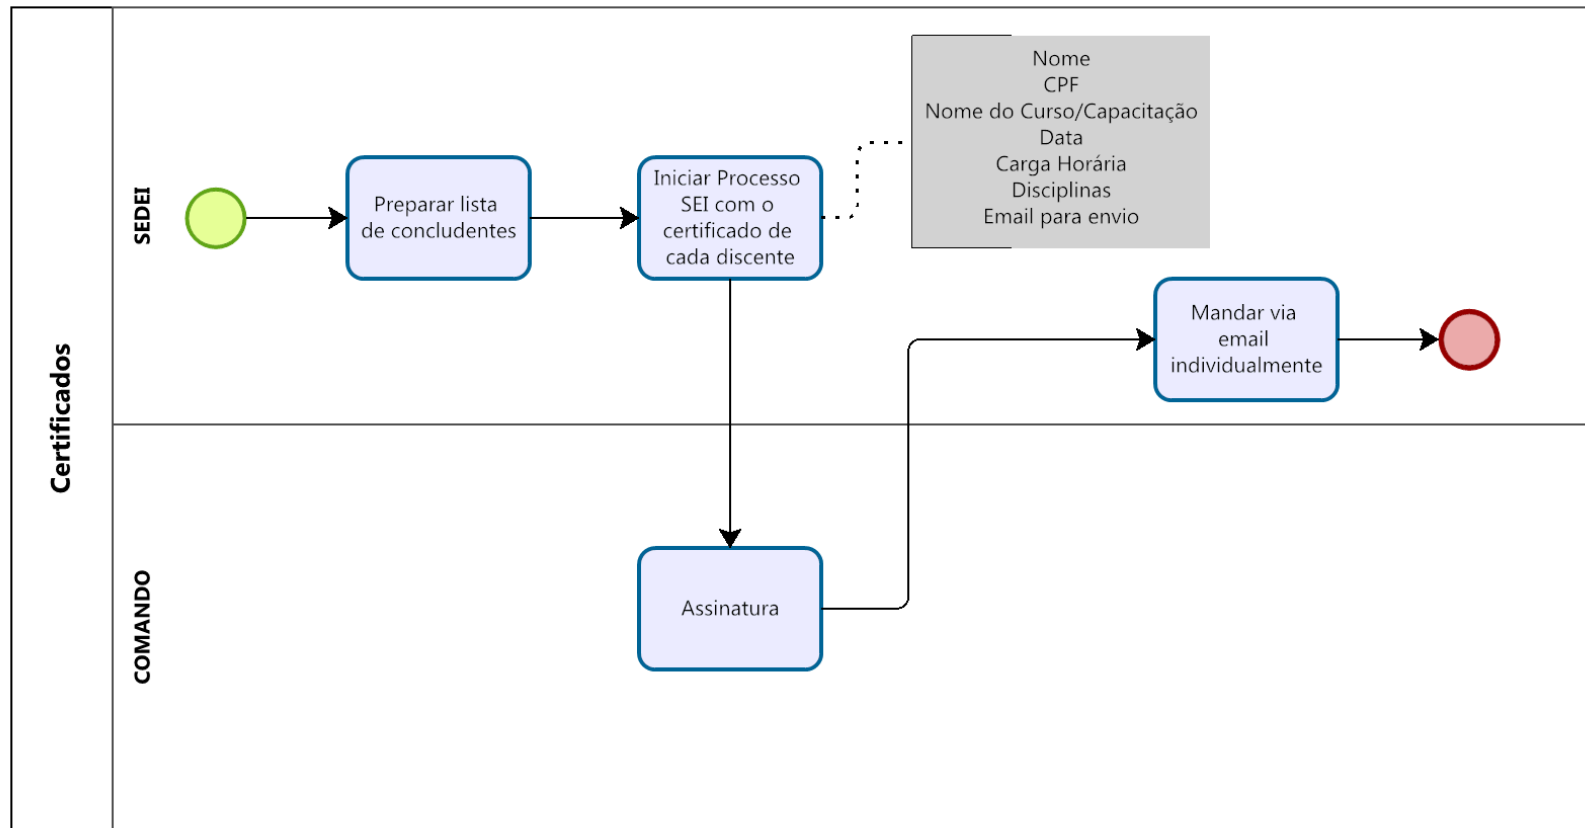 Certificados
SEDEI
Preparar lista
de concludentes
Iniciar Processo
SEI com o
certificado de
cada discente
Nome
CPF
Nome do Curso/Capacitação
Data
Carga Horária
Disciplinas
Email para envio
Mandar via
email
individualmente
COMANDO
Assinatura